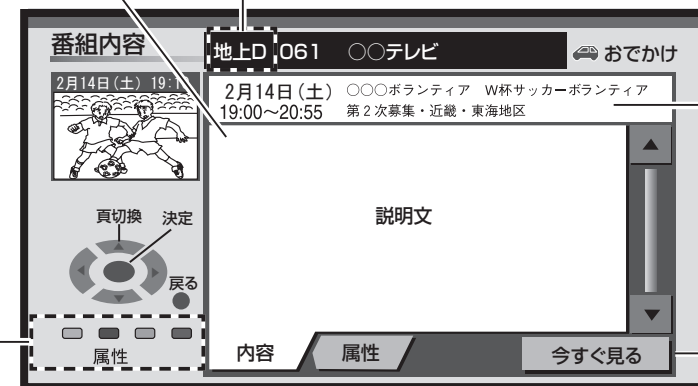 番組内容
地上D 061 ○○テレビ
おでかけ
2月14日(土) 19:1
2月14日(土) ○○○ボランティア W杯サッカーボランティ
19:00〜20:55 第2次募集・近畿・東海地区
説明文
頁切換 決定
戻る
属性
内容 属性 今すぐ見る